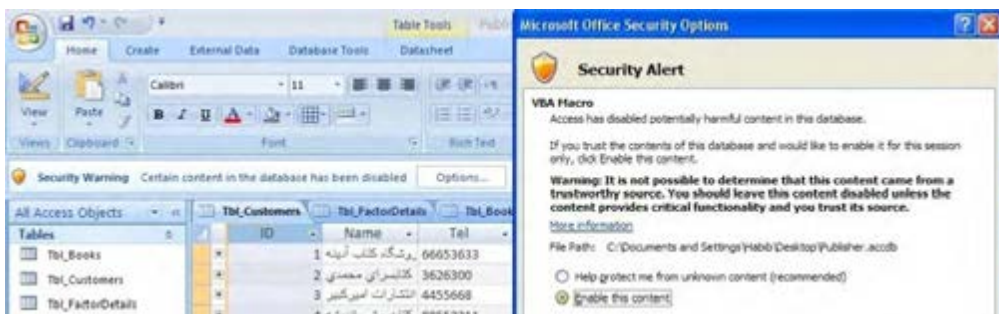 Table Tools
Home Create External Data Database Tools Datasheet
Calibri 11
View Paste
B I U A
Views Clipboard Font Rich Text
Security Warning Certain content in the database has been disabled Options...
All Access Objects Tbl_Customers Tbl_FactorDetails Tbl_Book
Tables ID Name Tel
Tbl_Books 1 کتاب آدینه 66653633
Tbl_Customers 2 کتابسرای محمدی 3626300
Tbl_FactorDetails 3 انتشارات امیرکبیر 4455668
Microsoft Office Security Options
Security Alert
VBA Macro
Access has disabled potentially harmful content in this database.
If you trust the contents of this database and would like to enable it for this session
only, click Enable this content.
Warning: It is not possible to determine that this content came from a
trustworthy source. You should leave this content disabled unless the
content provides critical functionality and you trust its source.
More information
File Path: C:\Documents and Settings\Habib\Desktop\Publisher.accdb
Help protect me from unknown content (recommended)
Enable this content